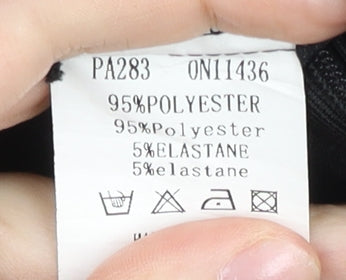 PA283 0N11436
95%POLYESTER
95%Polyester
5%ELASTANE
5%elastane